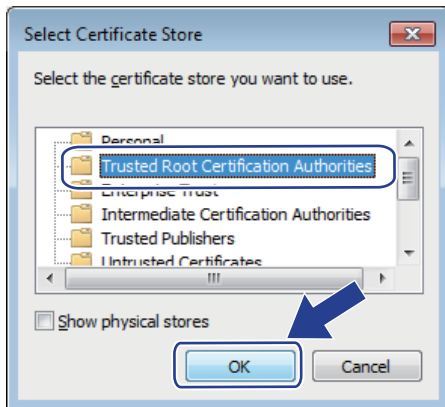 Select Certificate Store
Select the certificate store you want to use.
Personal
Trusted Root Certification Authorities
Enterprise Trust
Intermediate Certification Authorities
Trusted Publishers
Untrusted Certificates
Show physical stores
OK
Cancel